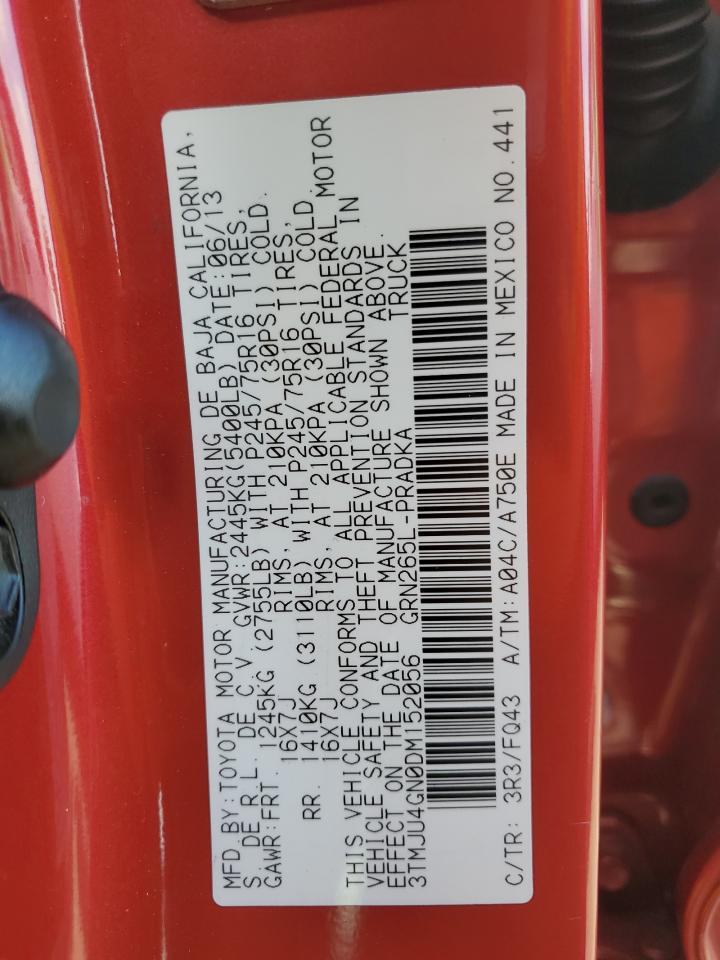 MFD.BY:TOYOTA MOTOR MANUFACTURING DE BAJA CALIFORNIA,
S. DE R.L. DE C.V GVWR:2445KG(5400LB) DATE:06/13
GAWR:FRT. 1245KG (2755LB) WITH P245/75R16 TIRES,
16X7J RIMS, AT 210KPA (30PSI) COLD.
RR. 1410KG (3110LB) WITH P245/75R16 TIRES,
16X7J RIMS, AT 210KPA (30PSI) COLD.
THIS VEHICLE CONFORMS TO ALL APPLICABLE FEDERAL MOTOR
VEHICLE SAFETY AND THEFT PREVENTION STANDARDS IN
EFFECT ON THE DATE OF MANUFACTURE SHOWN ABOVE.
3TMJU4GN0DM152056 GRN265L-PRADKA TRUCK
C/TR: 3R3/FQ43 A/TM:A04C/A750E MADE IN MEXICO NO.441